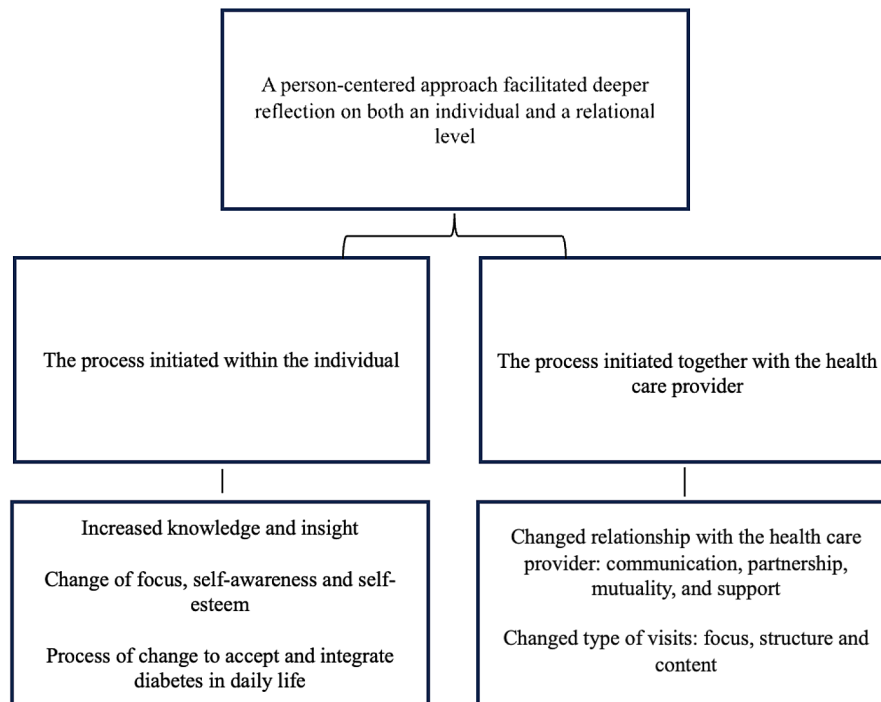 A person-centered approach facilitated deeper
reflection on both an individual and a relational
level
The process initiated within the individual
The process initiated together with the health
care provider
Increased knowledge and insight
Change of focus, self-awareness and self-
esteem
Process of change to accept and integrate
diabetes in daily life
Changed relationship with the health care
provider: communication, partnership,
mutuality, and support
Changed type of visits: focus, structure and
content